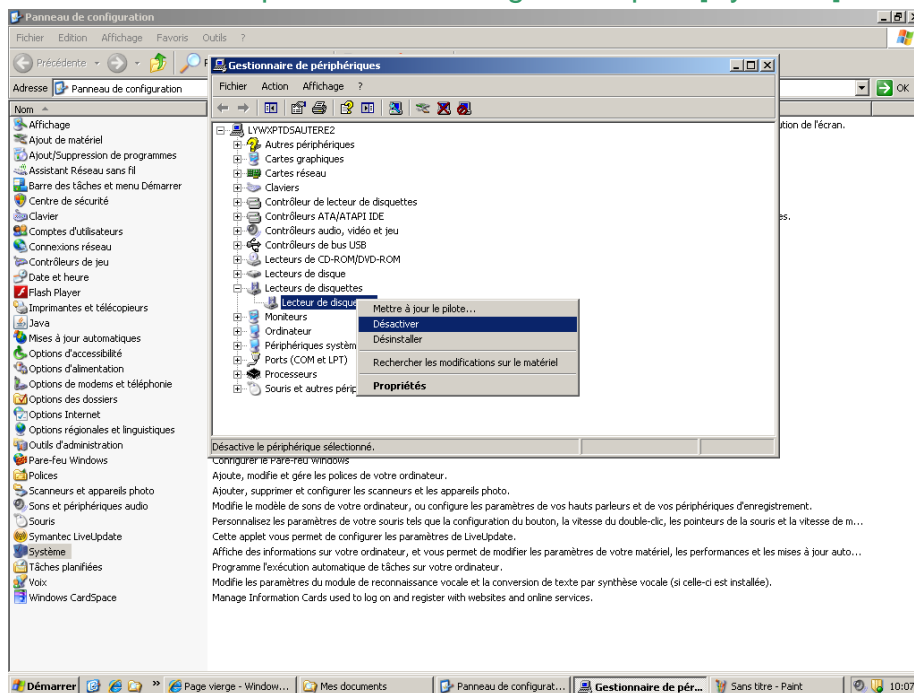 Panneau de configuration
Fichier Edition Affichage Favoris Outils ?
Précédente
Adresse Panneau de configuration
OK
Nom
Affichage
Ajout de matériel
Ajout/Suppression de programmes
Assistant Réseau sans fil
Barre des tâches et menu Démarrer
Centre de sécurité
Clavier
Comptes d'utilisateurs
Connexions réseau
Contrôleurs de jeu
Date et heure
Flash Player
Imprimantes et télécopieurs
Java
Mises à jour automatiques
Options d'accessibilité
Options d'alimentation
Options de modems et téléphonie
Options des dossiers
Options Internet
Options régionales et linguistiques
Outils d'administration
Pare-feu Windows
Polices
Scanneurs et appareils photo
Sons et périphériques audio
Souris
Symantec LiveUpdate
Système
Tâches planifiées
Voix
Windows CardSpace
Gestionnaire de périphériques
Fichier Action Affichage ?
LYWXPTDSAUTERE2
Autres périphériques
Cartes graphiques
Cartes réseau
Claviers
Contrôleur de lecteur de disquettes
Contrôleurs ATA/ATAPI IDE
Contrôleurs audio, vidéo et jeu
Contrôleurs de bus USB
Lecteurs de CD-ROM/DVD-ROM
Lecteurs de disque
Lecteurs de disquettes
Lecteur de disque
Moniteurs
Ordinateur
Périphériques systèm
Ports (COM et LPT)
Processeurs
Souris et autres périp
Mettre à jour le pilote...
Désactiver
Désinstaller
Rechercher les modifications sur le matériel
Propriétés
Désactive le périphérique sélectionné.
ution de l'écran.
es.
Configurer le Pare-feu Windows
Ajoute, modifie et gére les polices de votre ordinateur.
Ajouter, supprimer et configurer les scanneurs et les appareils photo.
Modifie le modèle de sons de votre ordinateur, ou configure les paramètres de vos hauts parleurs et de vos périphériques d'enregistrement.
Personnalisez les paramètres de votre souris tels que la configuration du bouton, la vitesse du double-clic, les pointeurs de la souris et la vitesse de m...
Cette applet vous permet de configurer les paramètres de LiveUpdate.
Affiche des informations sur votre ordinateur, et vous permet de modifier les paramètres de votre matériel, les performances et les mises à jour auto...
Programme l'exécution automatique de tâches sur votre ordinateur.
Modifie les paramètres du module de reconnaissance vocale et la conversion de texte par synthèse vocale (si celle-ci est installée).
Manage Information Cards used to log on and register with websites and online services.
Démarrer
Page vierge - Window...
Mes documents
Panneau de configurat...
Gestionnaire de pér...
Sans titre - Paint
10:07